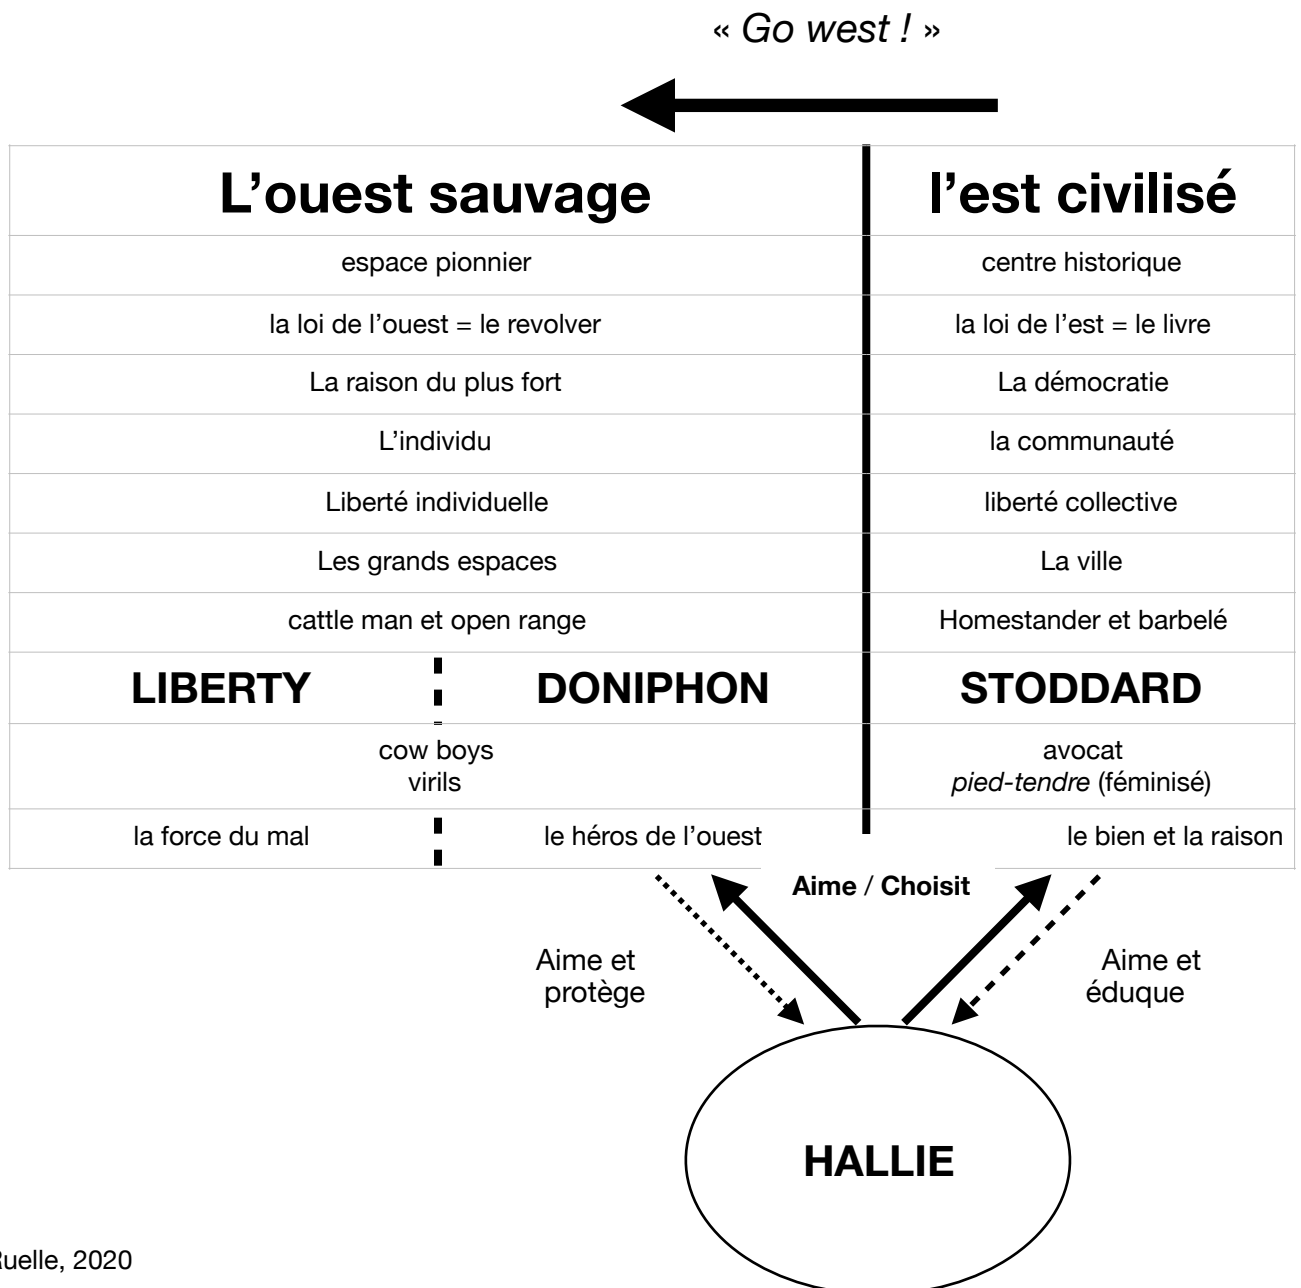 « Go west ! »
L’ouest sauvage
l’est civilisé
espace pionnier
centre historique
la loi de l’ouest = le revolver
la loi de l’est = le livre
La raison du plus fort
La démocratie
L’individu
la communauté
Liberté individuelle
liberté collective
Les grands espaces
La ville
cattle man et open range
Homestander et barbelé
LIBERTY
DONIPHON
STODDARD
cow boys
virils
avocat
pied-tendre (féminisé)
la force du mal
le héros de l’ouest
le bien et la raison
Aime / Choisit
Aime et
protège
Aime et
éduque
HALLIE
Ruelle, 2020